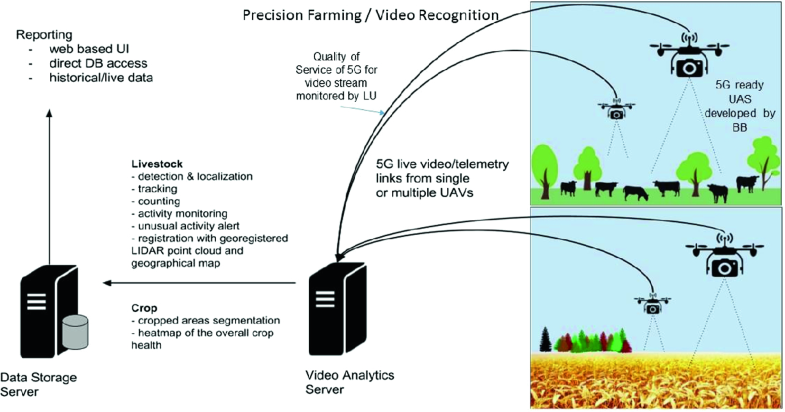 Precision Farming / Video Recognition
Reporting
- web based UI
- direct DB access
- historical/live data
Quality of
Service of 5G for
video stream
monitored by LU
5G ready
UAS
developed by
BB
5G live video/telemetry
links from single
or multiple UAVs
Livestock
- detection & localization
- tracking
- counting
- activity monitoring
- unusual activity alert
- registration with georegistered
LIDAR point cloud and
geographical map
Crop
- cropped areas segmentation
- heatmap of the overall crop
health
Data Storage
Server
Video Analytics
Server